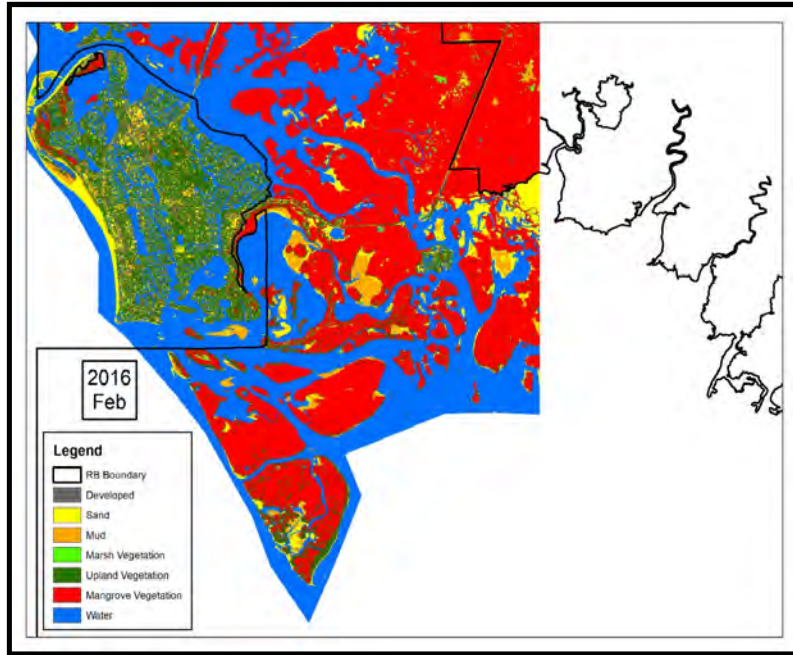 2016
Feb
Legend
RB Boundary
Developed
Sand
Mud
Marsh Vegetation
Upland Vegetation
Mangrove Vegetation
Water